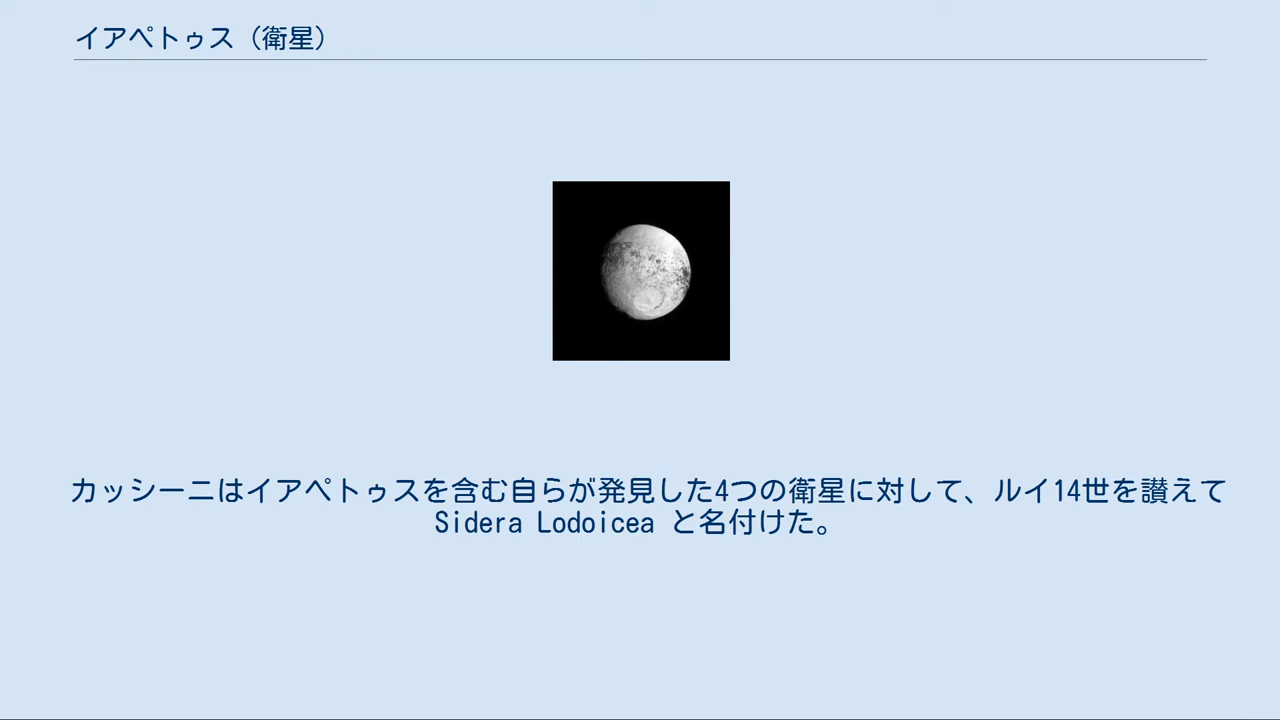 イアペトゥス（衛星）
カッシーニはイアペトゥスを含む自らが発見した4つの衛星に対して、ルイ14世を讃えて
Sidera Lodoicea と名付けた。